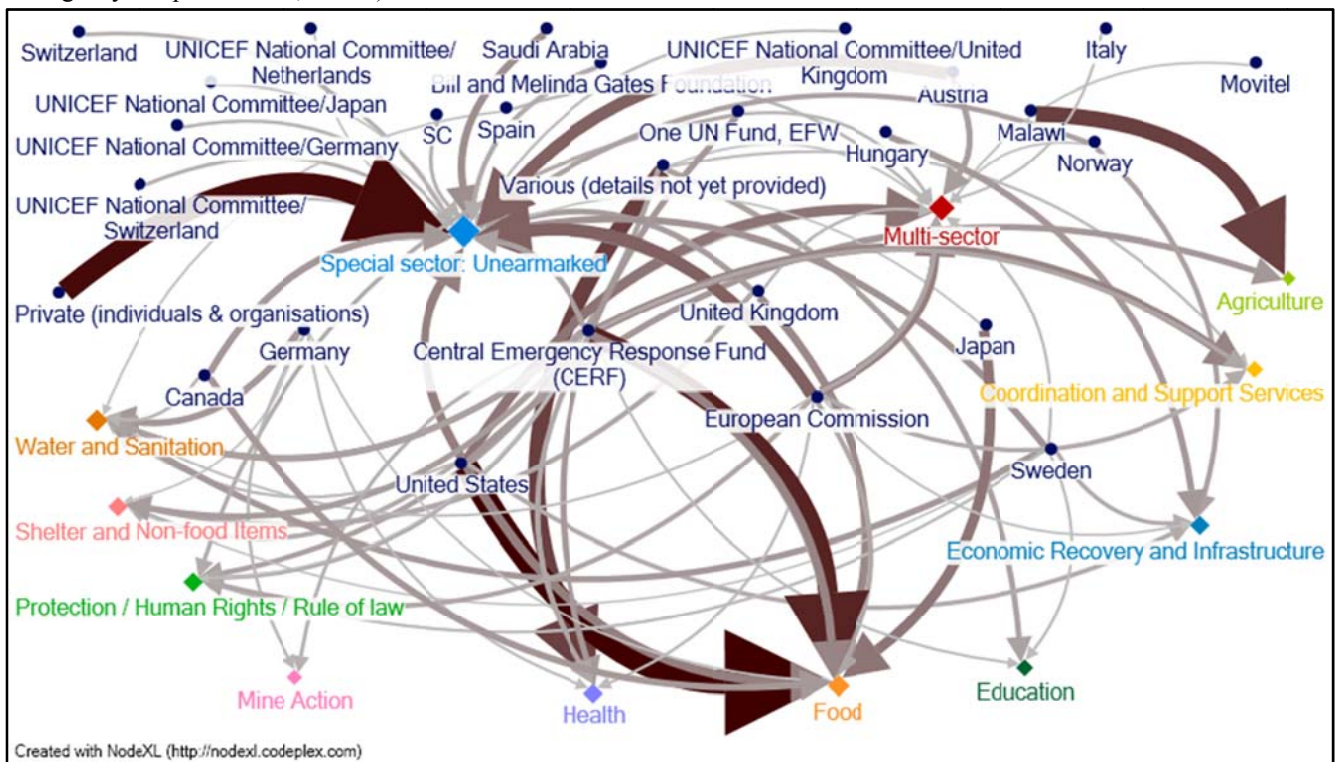 Switzerland
UNICEF National Committee/
Netherlands
Saudi Arabia
UNICEF National Committee/United
Kingdom
Italy
Bill and Melinda Gates Foundation
Movitel
UNICEF National Committee/Japan
Austria
SC
Spain
One UN Fund, EFW
Malawi
UNICEF National Committee/Germany
Hungary
Norway
Various (details not yet provided)
UNICEF National Committee/
Switzerland
Multi-sector
Special sector: Unearmarked
Agriculture
Private (individuals & organisations)
United Kingdom
Germany
Central Emergency Response Fund
(CERF)
Japan
Canada
Coordination and Support Services
European Commission
Water and Sanitation
Sweden
United States
Shelter and Non-food Items
Economic Recovery and Infrastructure
Protection / Human Rights / Rule of law
Mine Action
Health
Food
Education
Created with NodeXL (http://nodexl.codeplex.com)